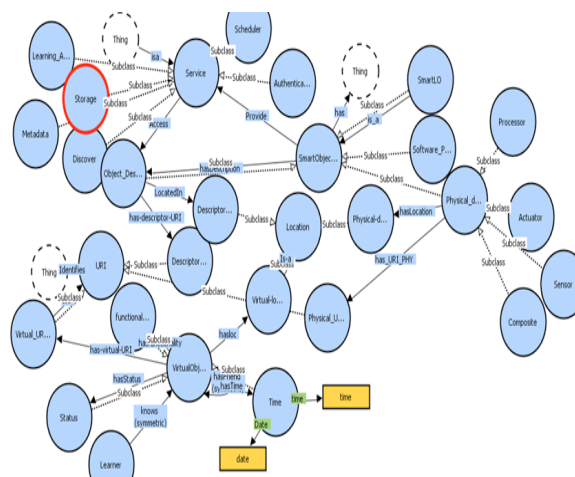 Scheduler
Thing
Learning_A...
isa
Subclass
Service
Subclass
Thing
SmartLO
Subclass
Subclass
Authentica...
Storage
Subclass
Subclass
has
Subclass
is_a
Processor
Metadata
Subclass
Access
Provide
Discover
Object_Des...
Subclass
hasDescription
SmartObjec...
Subclass
Software_P...
Subclass
LocatedIn
Descriptor...
Physical_d...
has-descriptor-URI
Subclass
Location
Subclass
Physical-d...
hasLocation
Subclass
Actuator
Subclass
Thing
Identifies
URI
Subclass
Descriptor...
Is-a
has_URI_PHY
Subclass
Sensor
Subclass
Subclass
functional...
Virtual-lo...
Physical_U...
Composite
Virtual_UR...
has-virtual-URI
Subclass
hasloc
VirtualObj...
Subclass
hasStatus
Subclass
hasTime
Status
knows
(symmetric)
Time
time
time
Date
Learner
date